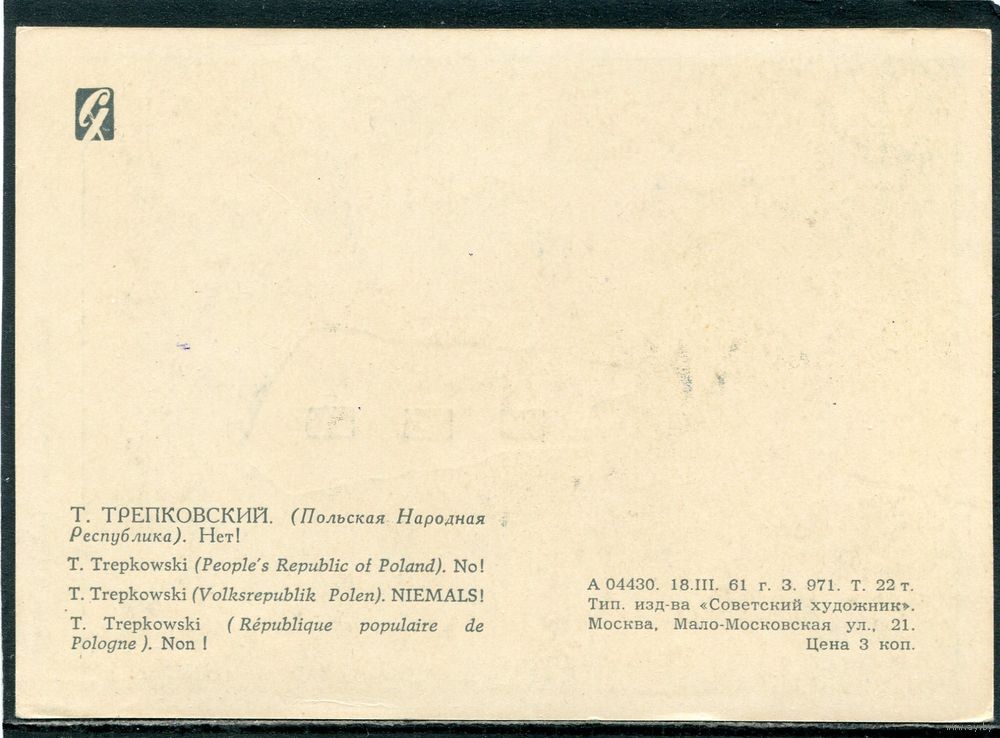 СХ
Т. ТРЕПКОВСКИЙ. (Польская Народная
Республика). Нет!
T. Trepkowski (People's Republic of Poland). No!
T. Trepkowski (Volksrepublik Polen). NIEMALS!
T. Trepkowski (République populaire de
Pologne). Non !
А 04430. 18.III. 61 г. З. 971. Т. 22 т.
Тип. изд-ва «Советский художник».
Москва, Мало-Московская ул., 21.
Цена 3 коп.